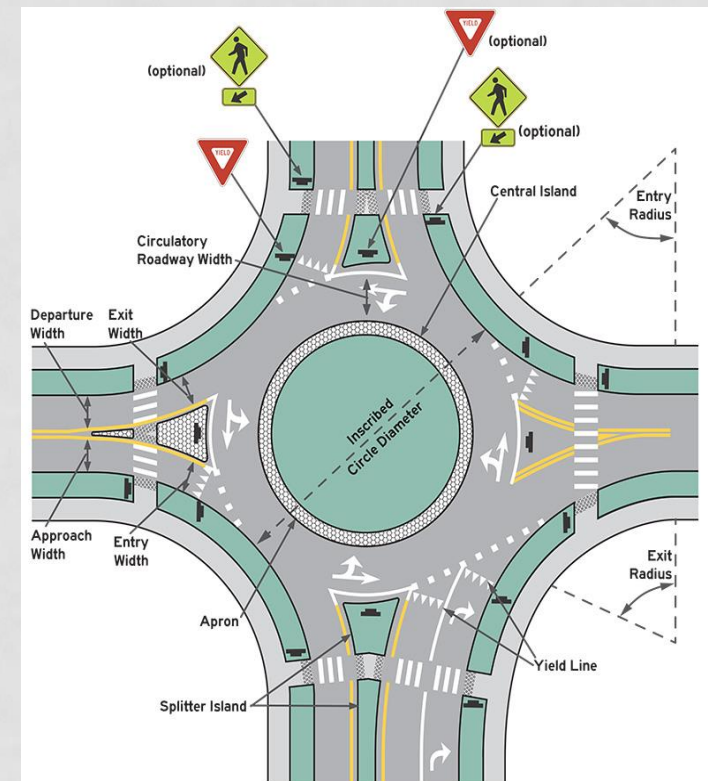 (optional)
YIELD
(optional)
YIELD
(optional)
Central Island
Entry
Radius
Circulatory
Roadway Width
Departure
Width
Exit
Width
Inscribed
Circle Diameter
Approach
Width
Entry
Width
Exit
Radius
Apron
Yield Line
Splitter Island